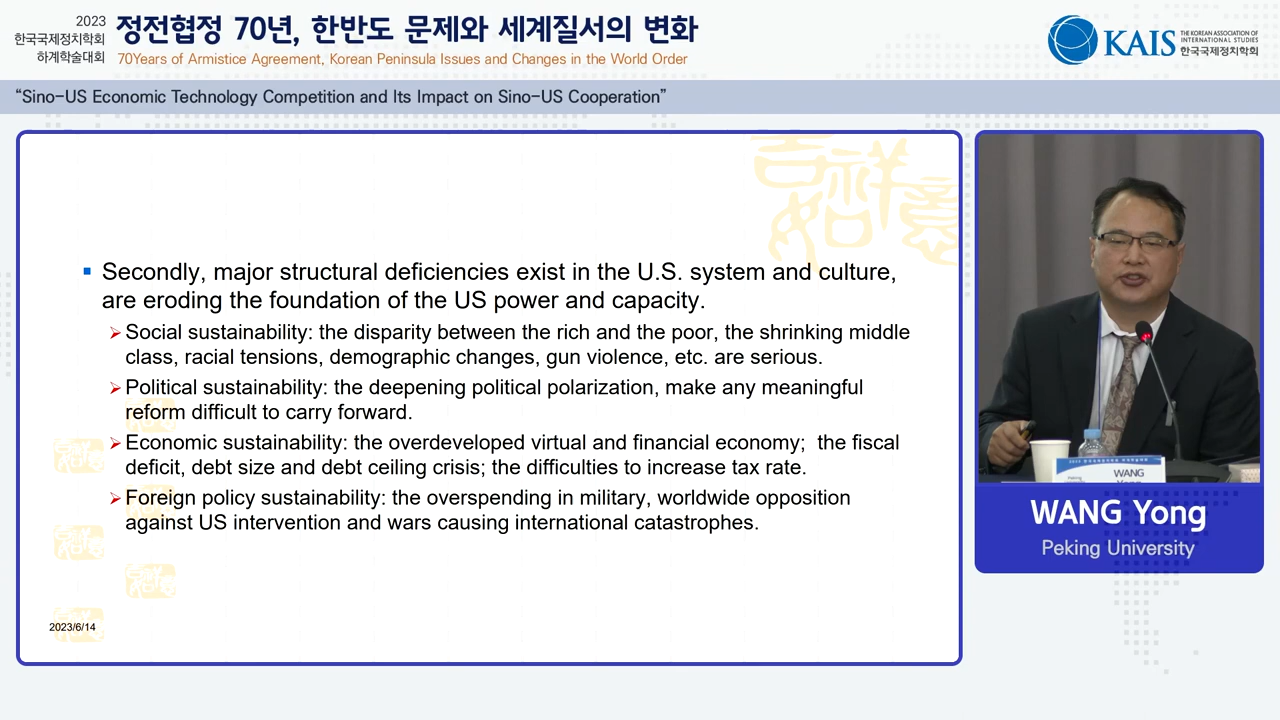 2023
한국국제정치학회
하계학술대회
정전협정 70년, 한반도 문제와 세계질서의 변화
70Years of Armistice Agreement, Korean Peninsula Issues and Changes in the World Order
KAIS
THE KOREAN ASSOCIATION OF
INTERNATIONAL STUDIES
한국국제정치학회
“Sino-US Economic Technology Competition and Its Impact on Sino-US Cooperation”
吉祥
如意
Secondly, major structural deficiencies exist in the U.S. system and culture,
are eroding the foundation of the US power and capacity.
Social sustainability: the disparity between the rich and the poor, the shrinking middle
class, racial tensions, demographic changes, gun violence, etc. are serious.
Political sustainability: the deepening political polarization, make any meaningful
reform difficult to carry forward.
Economic sustainability: the overdeveloped virtual and financial economy;  the fiscal
deficit, debt size and debt ceiling crisis; the difficulties to increase tax rate.
Foreign policy sustainability: the overspending in military, worldwide opposition
against US intervention and wars causing international catastrophes.
2023/6/14
WANG
WANG Yong
Peking University